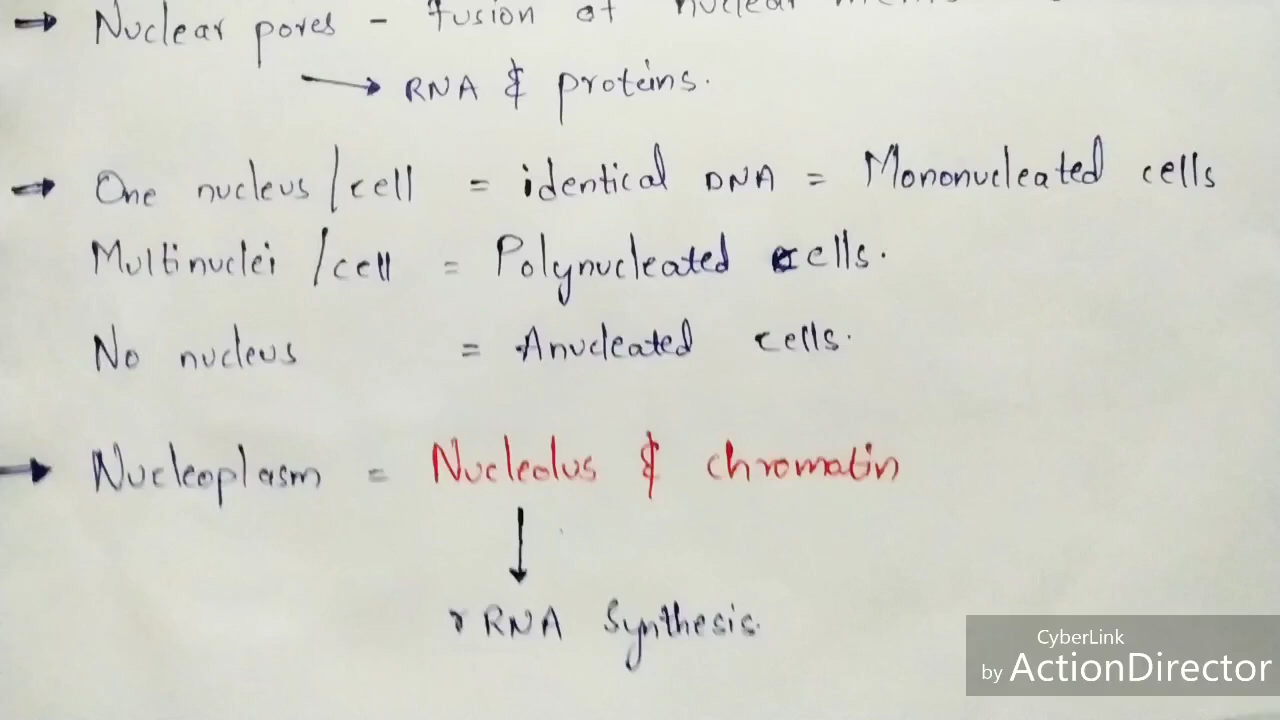 → Nuclear pores - fusion of nuclear
→ RNA & proteins.
→ One nucleus/cell = identical DNA = Mononucleated cells
Multinuclei /cell = Polynucleated cells.
No nucleus = Anucleated cells.
→ Nucleoplasm = Nucleolus & chromatin
↓
rRNA Synthesis.
CyberLink
by ActionDirector